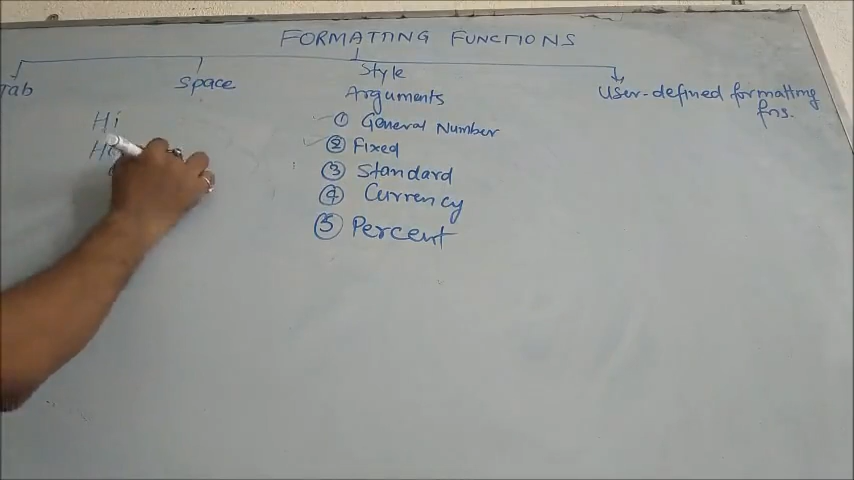 FORMATTING FUNCTIONS
Tab
Space
Style
Arguments
① General Number
② Fixed
③ Standard
④ Currency
⑤ Percent
User-defined formatting
fns.
Hi